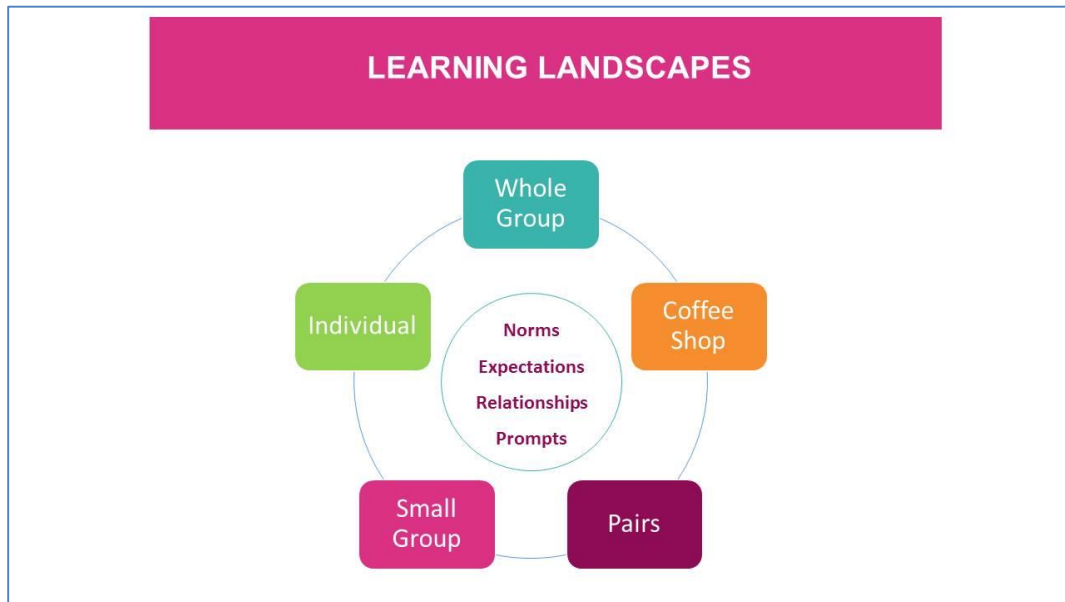 LEARNING LANDSCAPES
Whole
Group
Individual
Coffee
Shop
Norms
Expectations
Relationships
Prompts
Small
Group
Pairs